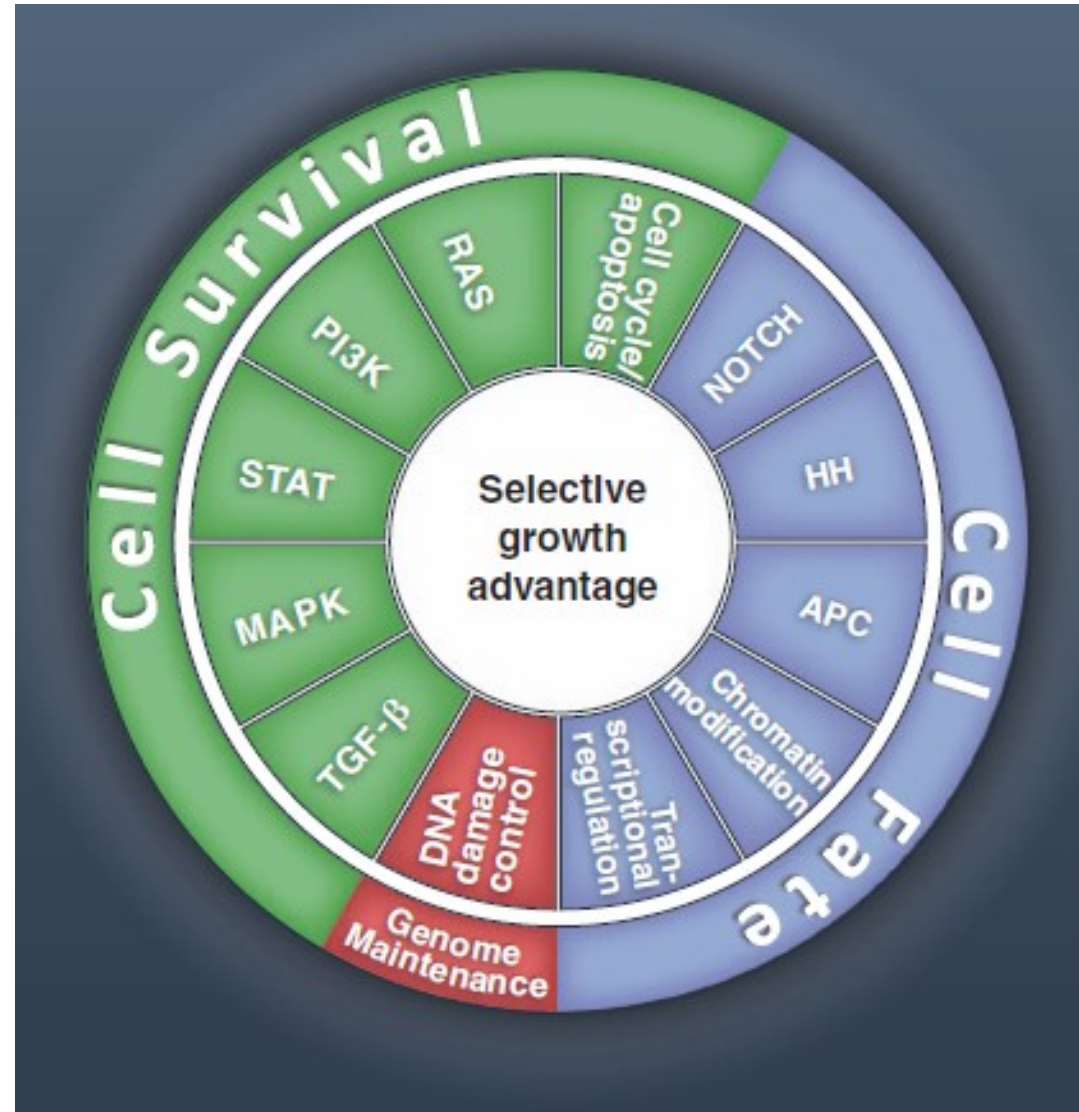 Cell Survival
Cell Fate
Genome
Maintenance
Cell cycle/
apoptosis
NOTCH
HH
APC
Chromatin
modification
Tran-
scriptional
regulation
DNA
damage
control
TGF-β
MAPK
STAT
PI3K
RAS
Selective
growth
advantage